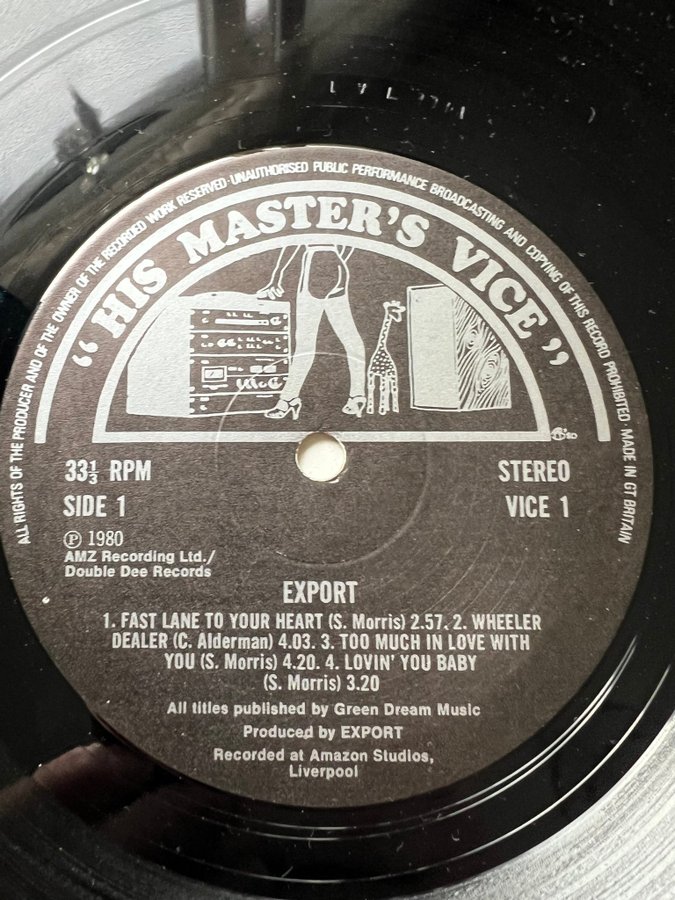 ALL RIGHTS OF THE PRODUCER AND OF THE OWNER OF THE RECORDED WORK RESERVED·UNAUTHORISED PUBLIC PERFORMANCE BROADCASTING AND COPYING OF THIS RECORD PROHIBITED·MADE IN GT BRITAIN
“HIS MASTER'S VICE”
33⅓ RPM
SIDE 1
STEREO
VICE 1
Ⓟ 1980
AMZ Recording Ltd./
Double Dee Records
EXPORT
1. FAST LANE TO YOUR HEART (S. Morris) 2.57. 2. WHEELER
DEALER (C. Alderman) 4.03. 3. TOO MUCH IN LOVE WITH
YOU (S. Morris) 4.20. 4. LOVIN' YOU BABY
(S. Morris) 3.20
All titles published by Green Dream Music
Produced by EXPORT
Recorded at Amazon Studios,
Liverpool